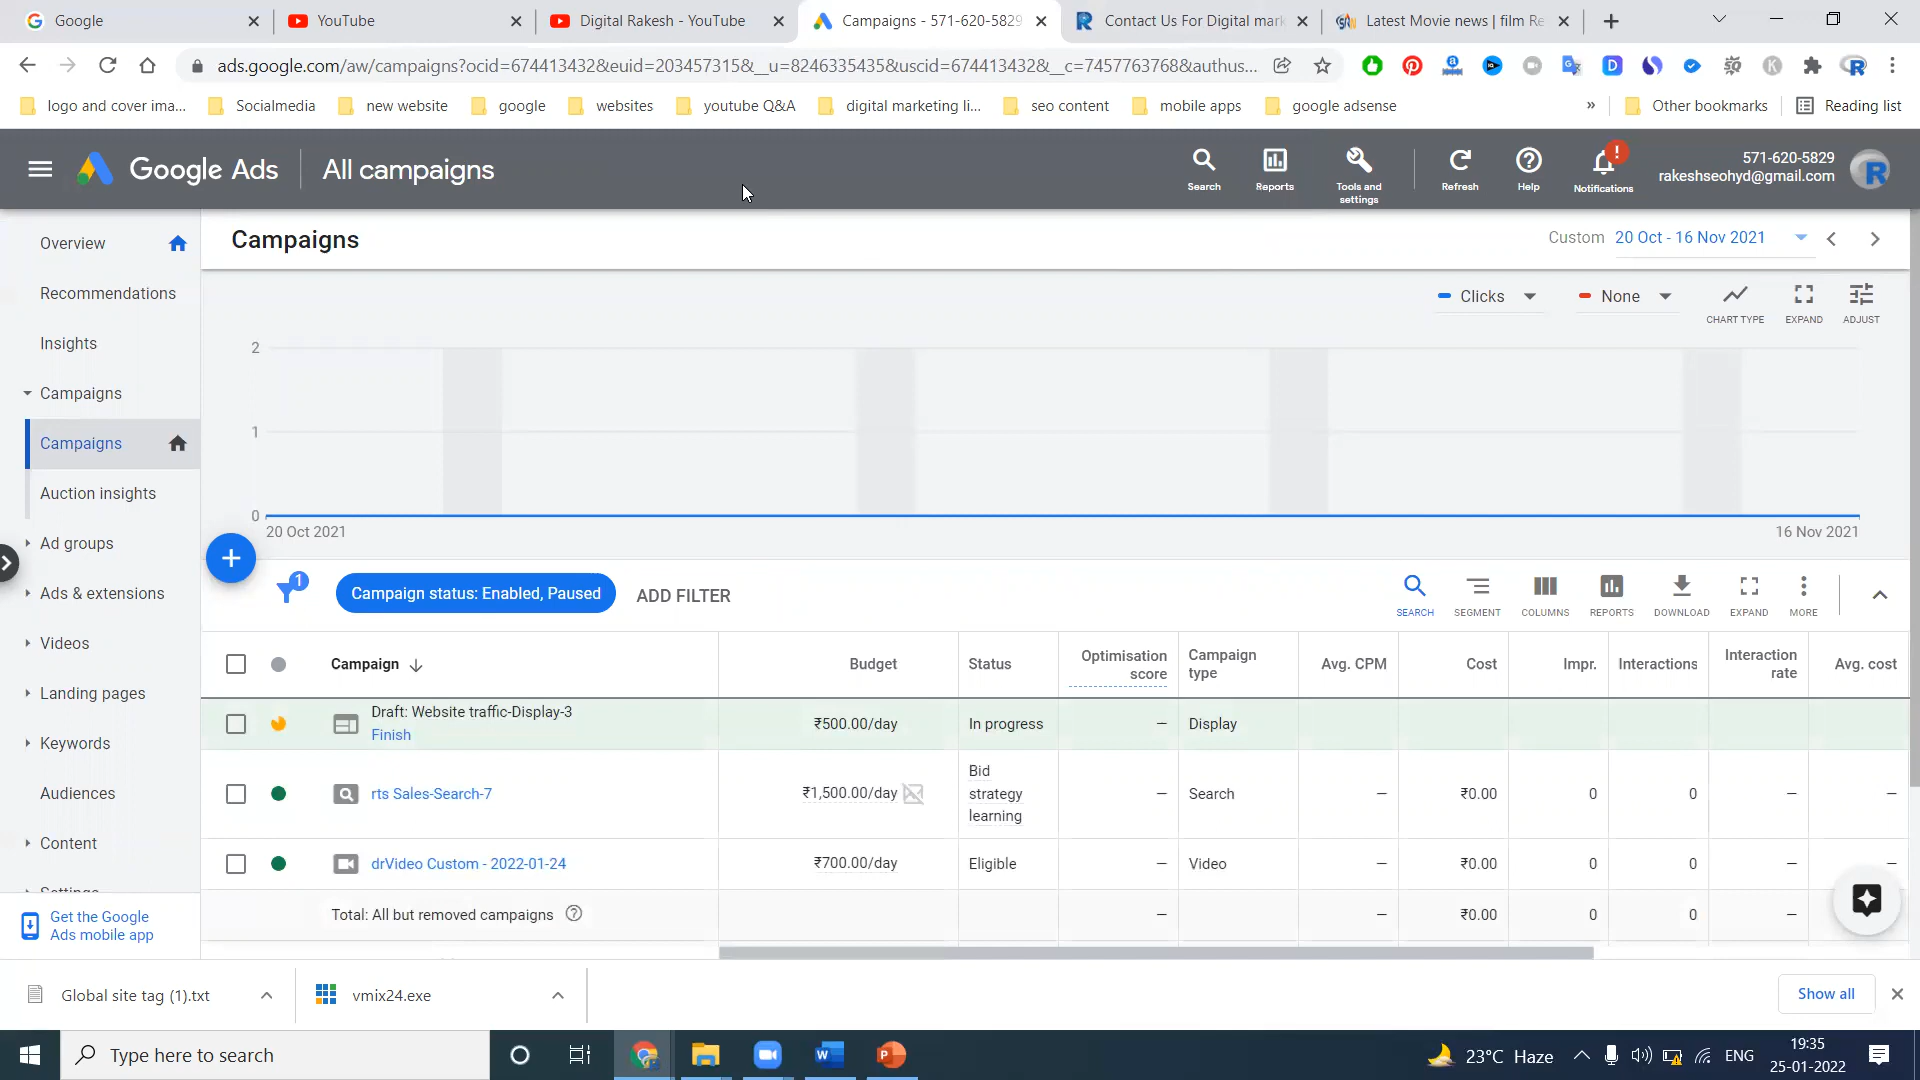 Google
YouTube
Digital Rakesh - YouTube
Campaigns - 571-620-5829
Contact Us For Digital mark
Latest Movie news | film Re
ads.google.com/aw/campaigns?ocid=674413432&euid=203457315&__u=8246335435&uscid=674413432&__c=7457763768&authus...
logo and cover ima...
Socialmedia
new website
google
websites
youtube Q&A
digital marketing li...
seo content
mobile apps
google adsense
»
Other bookmarks
Reading list
Google Ads
All campaigns
Search
Reports
Tools and
settings
Refresh
Help
Notifications
571-620-5829
rakeshseohyd@gmail.com
Overview
Recommendations
Insights
Campaigns
Campaigns
Auction insights
Ad groups
Ads & extensions
Videos
Landing pages
Keywords
Audiences
Content
Settings
Get the Google
Ads mobile app
Campaigns
Custom 20 Oct - 16 Nov 2021
Clicks
None
CHART TYPE
EXPAND
ADJUST
2
1
0
20 Oct 2021
16 Nov 2021
1
Campaign status: Enabled, Paused
ADD FILTER
SEARCH
SEGMENT
COLUMNS
REPORTS
DOWNLOAD
EXPAND
MORE
Campaign
Budget
Status
Optimisation
score
Campaign
type
Avg. CPM
Cost
Impr.
Interactions
Interaction
rate
Avg. cost
Draft: Website traffic-Display-3
Finish
₹500.00/day
In progress
–
Display
rts Sales-Search-7
₹1,500.00/day
Bid
strategy
learning
–
Search
–
₹0.00
0
0
–
–
drVideo Custom - 2022-01-24
₹700.00/day
Eligible
–
Video
–
₹0.00
0
0
–
–
Total: All but removed campaigns
–
–
₹0.00
0
0
–
Global site tag (1).txt
vmix24.exe
Show all
Type here to search
23°C Haze
ENG
19:35
25-01-2022